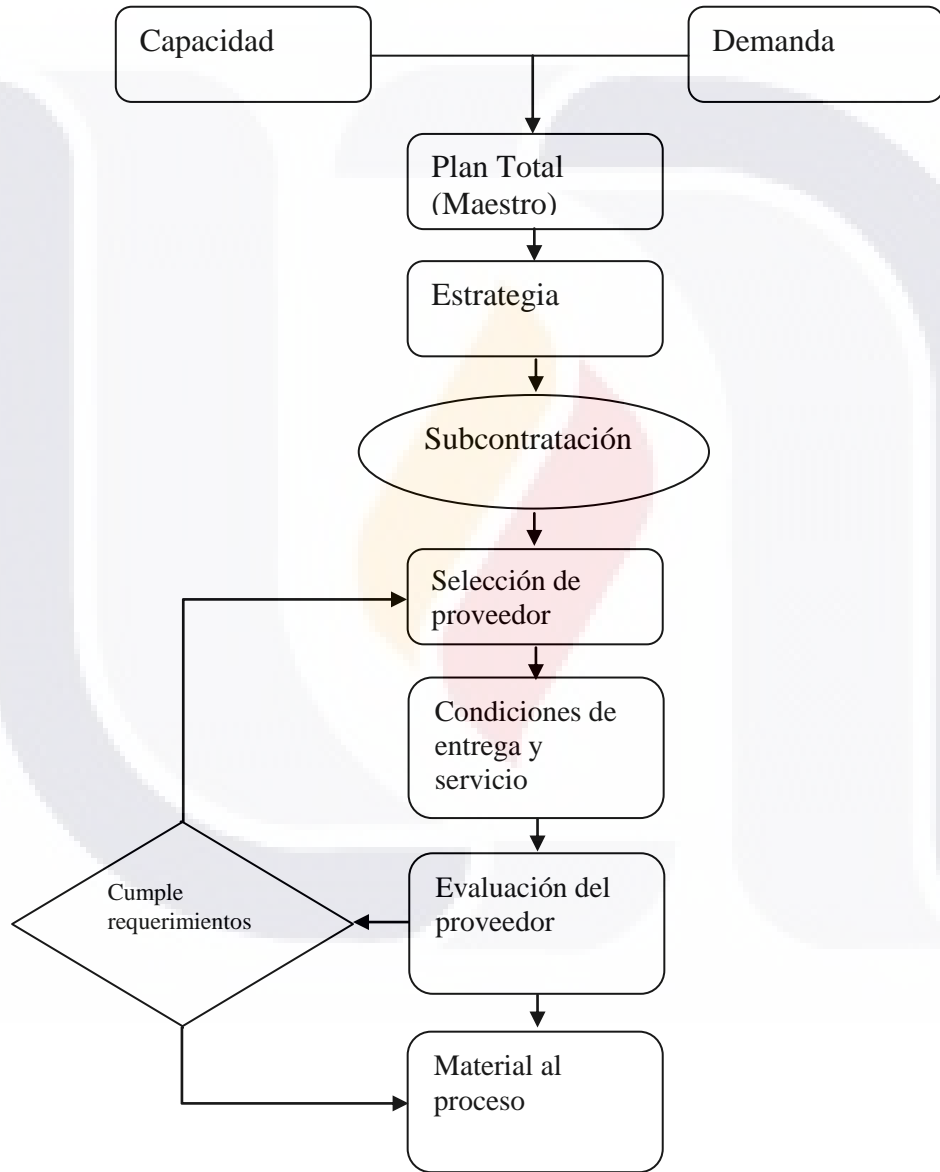 Capacidad
Demanda
Plan Total
(Maestro)
Estrategia
Subcontratación
Selección de
proveedor
Condiciones de
entrega y
servicio
Cumple
requerimientos
Evaluación del
proveedor
Material al
proceso